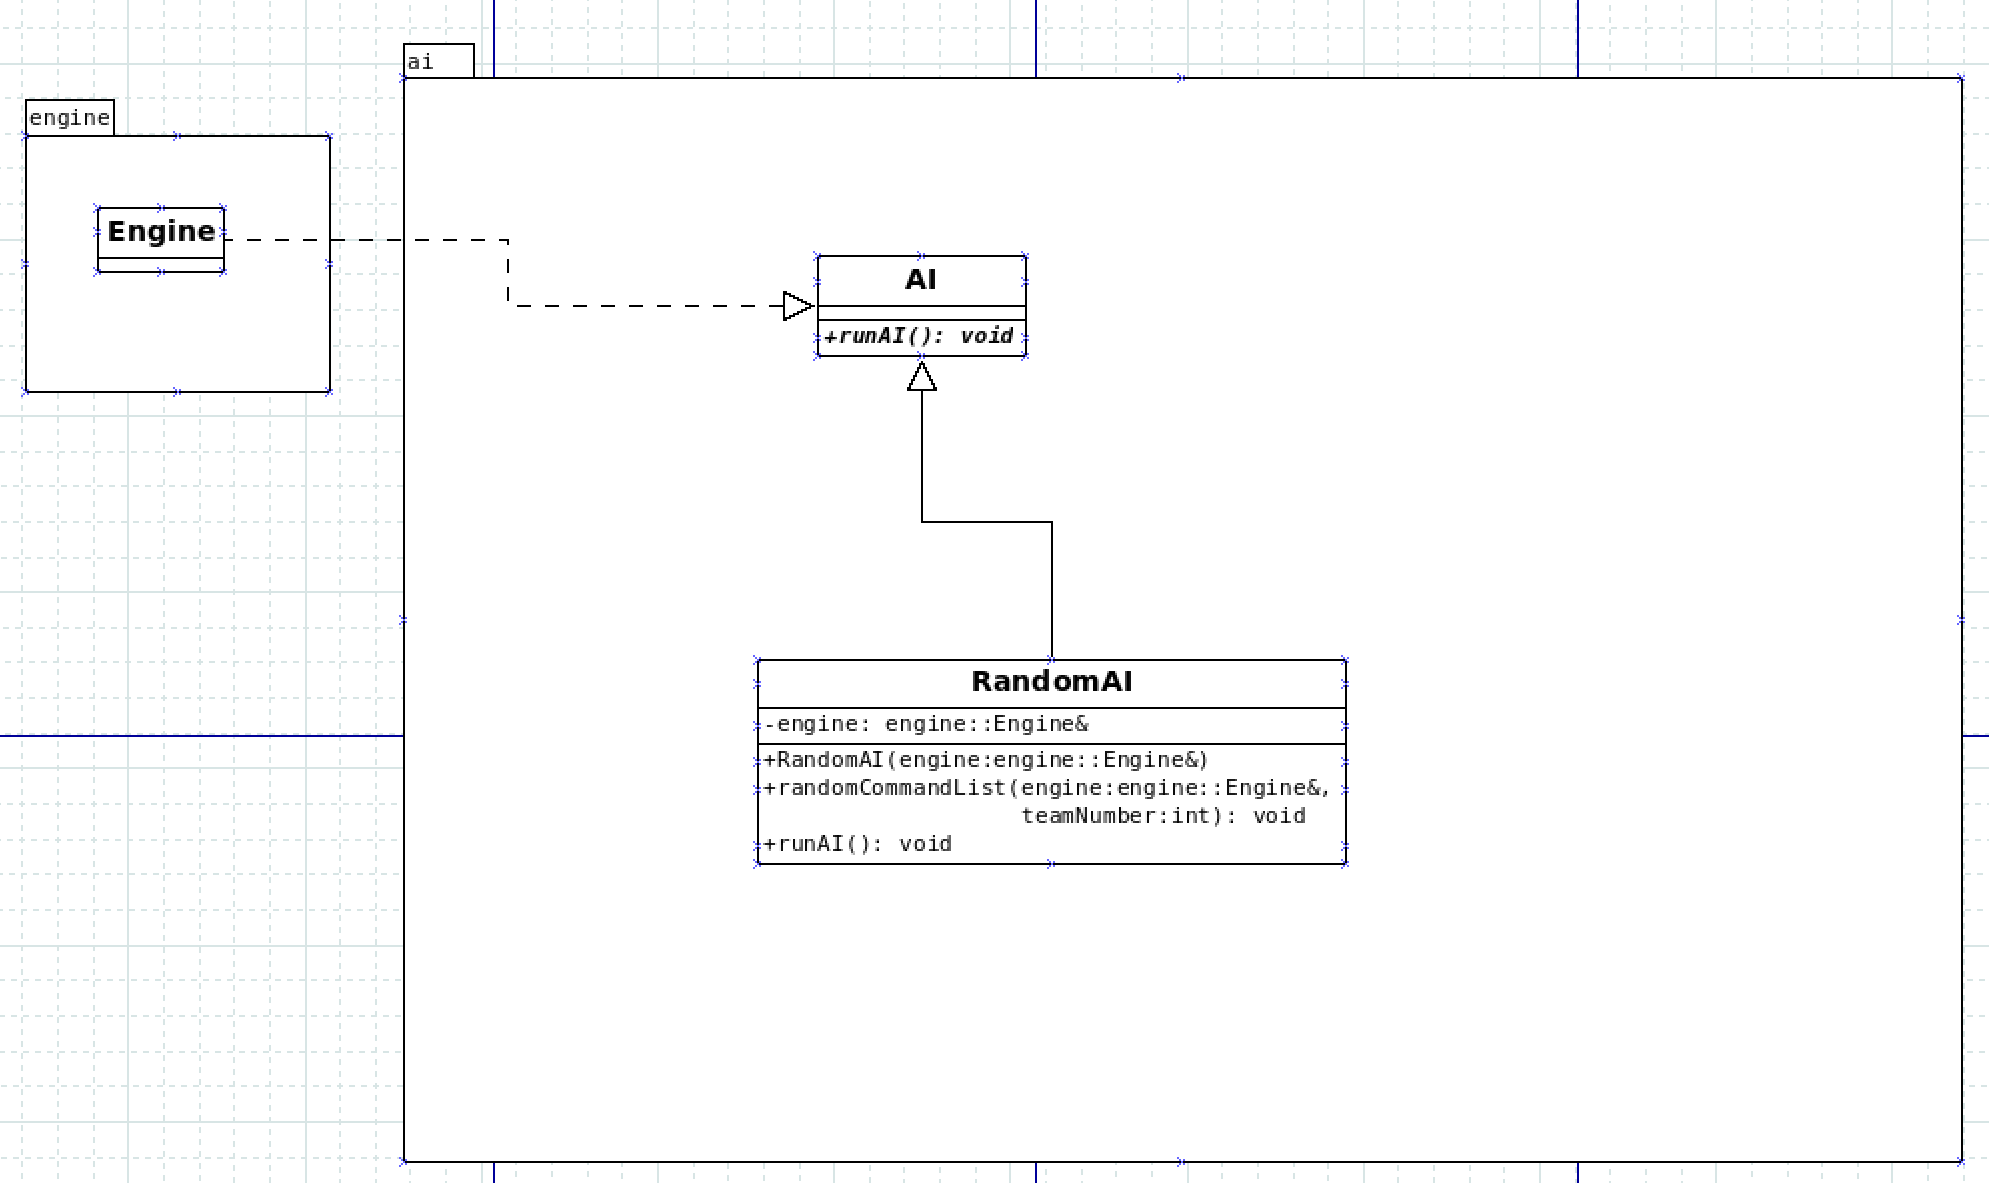 ai
engine
Engine
AI
+runAI(): void
RandomAI
-engine: engine::Engine&
+RandomAI(engine:engine::Engine&)
+randomCommandList(engine:engine::Engine&,
teamNumber:int): void
+runAI(): void